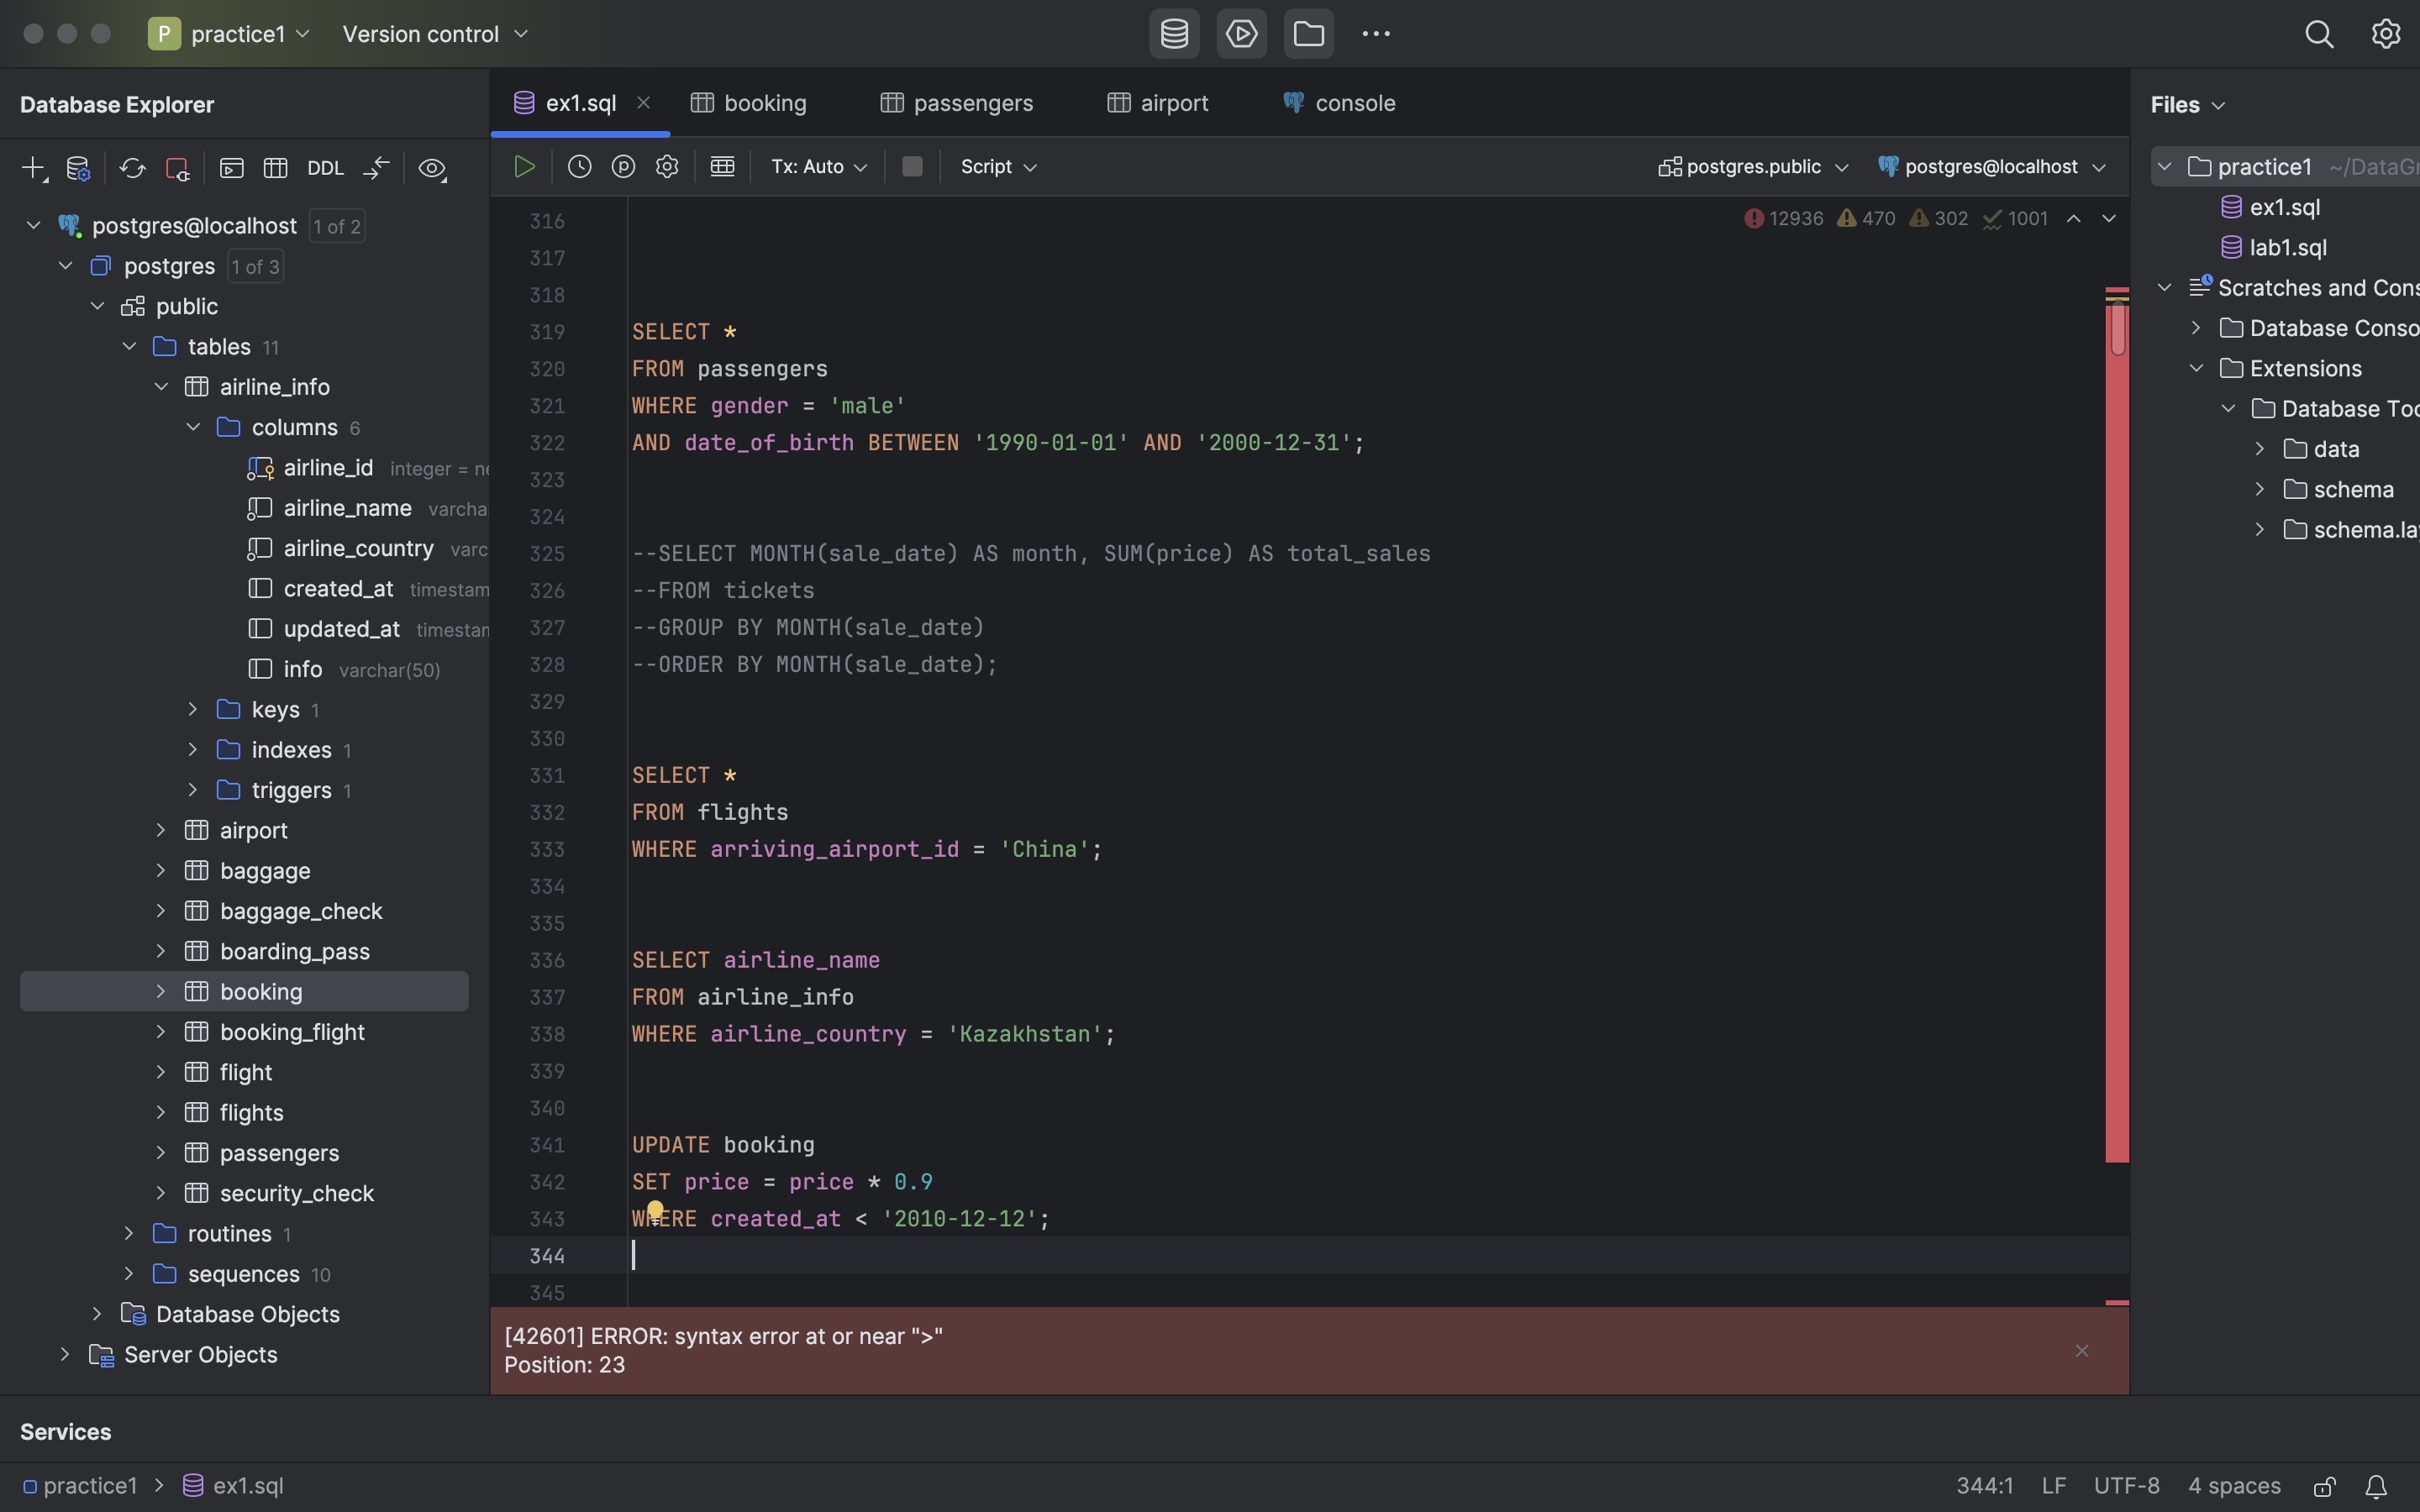 P practice1 Version control
Database Explorer
ex1.sql booking passengers airport console
Files
DDL
Tx: Auto Script postgres.public postgres@localhost
postgres@localhost 1 of 2
postgres 1 of 3
public
tables 11
airline_info
columns 6
airline_id integer = ne
airline_name varcha
airline_country varc
created_at timestam
updated_at timestan
info varchar(50)
keys 1
indexes 1
triggers 1
airport
baggage
baggage_check
boarding_pass
booking
booking_flight
flight
flights
passengers
security_check
routines 1
sequences 10
Database Objects
Server Objects
12936 470 302 1001
316
317
318
319 SELECT *
320 FROM passengers
321 WHERE gender = 'male'
322 AND date_of_birth BETWEEN '1990-01-01' AND '2000-12-31';
323
324
325 --SELECT MONTH(sale_date) AS month, SUM(price) AS total_sales
326 --FROM tickets
327 --GROUP BY MONTH(sale_date)
328 --ORDER BY MONTH(sale_date);
329
330
331 SELECT *
332 FROM flights
333 WHERE arriving_airport_id = 'China';
334
335
336 SELECT airline_name
337 FROM airline_info
338 WHERE airline_country = 'Kazakhstan';
339
340
341 UPDATE booking
342 SET price = price * 0.9
343 WHERE created_at < '2010-12-12';
344
345
[42601] ERROR: syntax error at or near ">"
Position: 23
practice1 ~/DataGr
ex1.sql
lab1.sql
Scratches and Cons
Database Conso
Extensions
Database Too
data
schema
schema.lay
Services
practice1 > ex1.sql
344:1 LF UTF-8 4 spaces